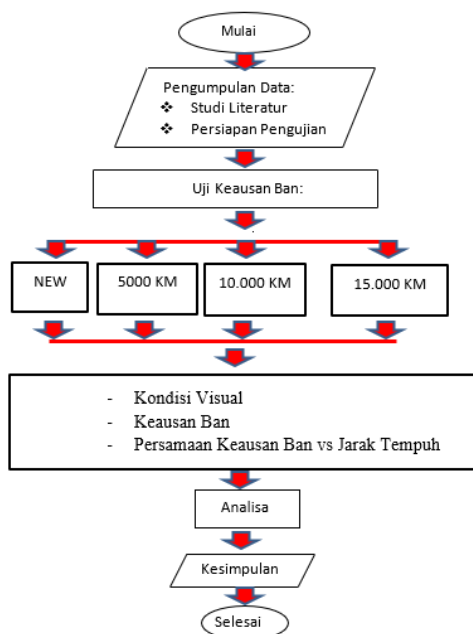 Mulai
Pengumpulan Data:
❖ Studi Literatur
❖ Persiapan Pengujian
Uji Keausan Ban:
NEW
5000 KM
10.000 KM
15.000 KM
- Kondisi Visual
- Keausan Ban
- Persamaan Keausan Ban vs Jarak Tempuh
Analisa
Kesimpulan
Selesai